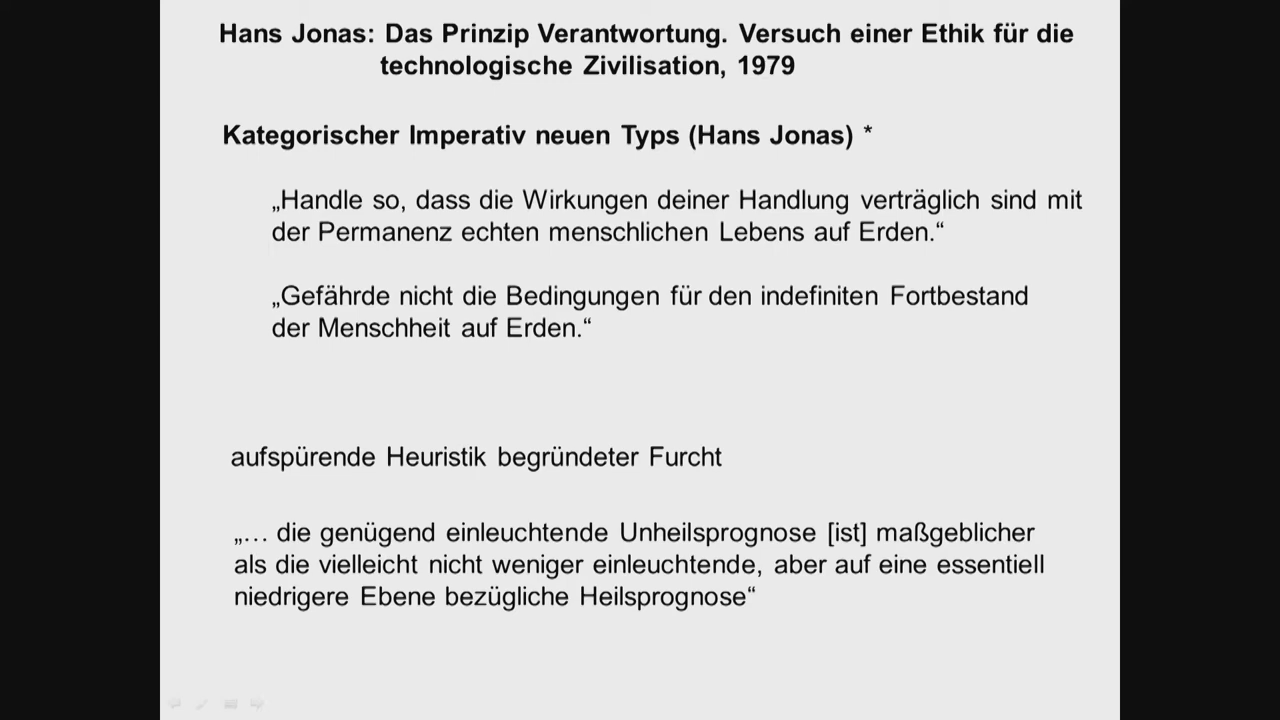 Hans Jonas: Das Prinzip Verantwortung. Versuch einer Ethik für die
technologische Zivilisation, 1979
Kategorischer Imperativ neuen Typs (Hans Jonas) *
„Handle so, dass die Wirkungen deiner Handlung verträglich sind mit
der Permanenz echten menschlichen Lebens auf Erden.“
„Gefährde nicht die Bedingungen für den indefiniten Fortbestand
der Menschheit auf Erden.“
aufspürende Heuristik begründeter Furcht
„… die genügend einleuchtende Unheilsprognose [ist] maßgeblicher
als die vielleicht nicht weniger einleuchtende, aber auf eine essentiell
niedrigere Ebene bezügliche Heilsprognose“